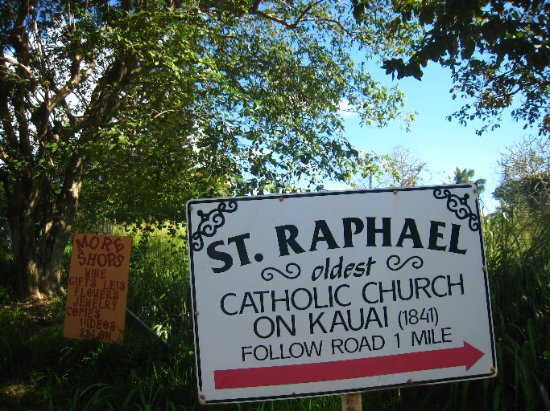 MORE
SHOPS
WINE
GIFTS LEIS
FLOWERS
JEWELRY
COPIES
VIDEOS
SALON
ST. RAPHAEL
oldest
CATHOLIC CHURCH
ON KAUAI (1841)
FOLLOW ROAD 1 MILE